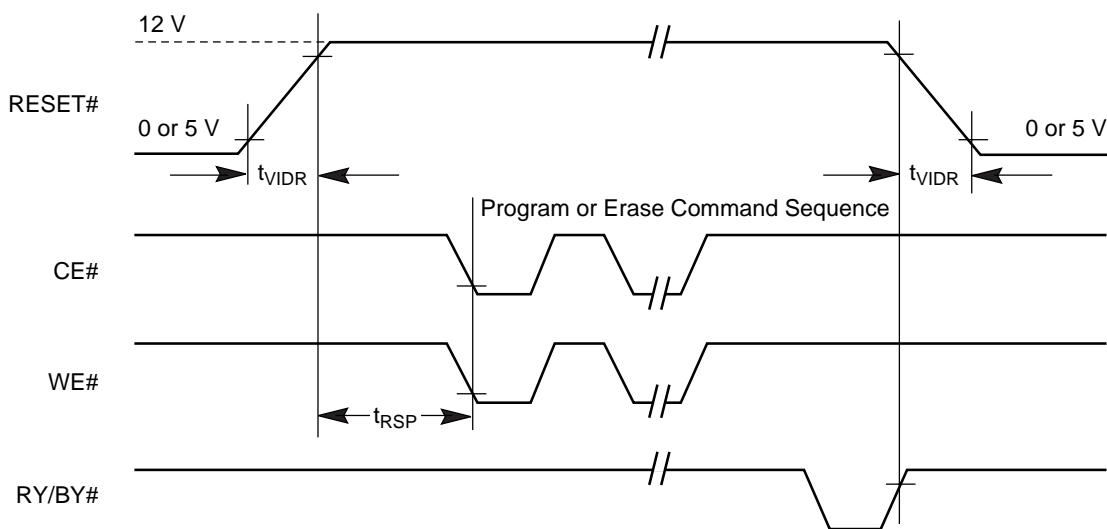 12 V
RESET#
0 or 5 V
0 or 5 V
tVIDR
tVIDR
Program or Erase Command Sequence
CE#
WE#
tRSP
RY/BY#